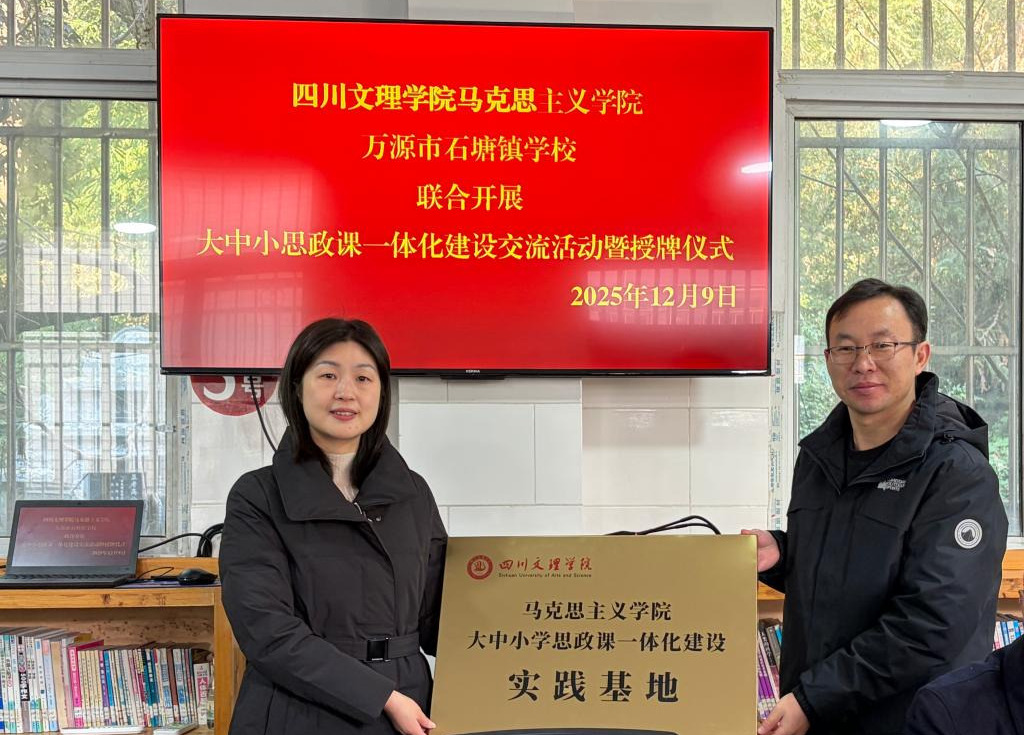 四川文理学院马克思主义学院
万源市石塘镇学校
联合开展
大中小思政课一体化建设交流活动暨授牌仪式
2025年12月9日
号
四川文理学院
Sichuan University of Arts and Science
马克思主义学院
大中小学思政课一体化建设
实践基地